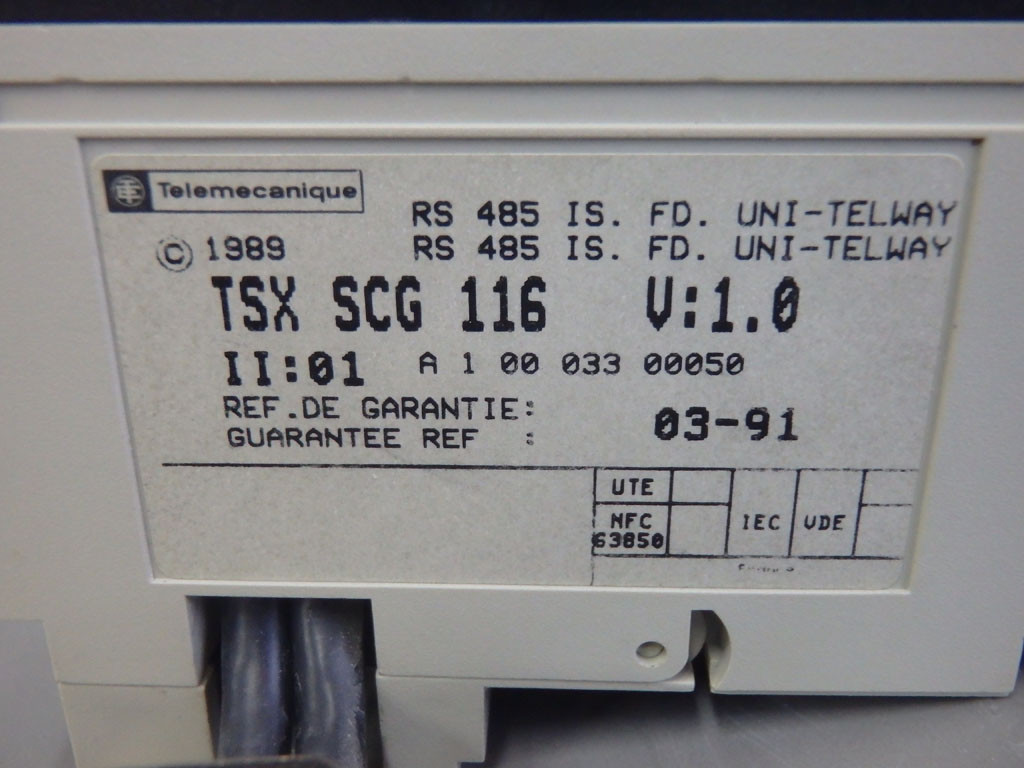 Telemecanique
RS 485 IS. FD. UNI-TELWAY
© 1989 RS 485 IS. FD. UNI-TELWAY
TSX SCG 116 V:1.0
II:01 A 1 00 033 00050
REF.DE GARANTIE:
GUARANTEE REF : 03-91
UTE
NFC 63850
IEC
VDE